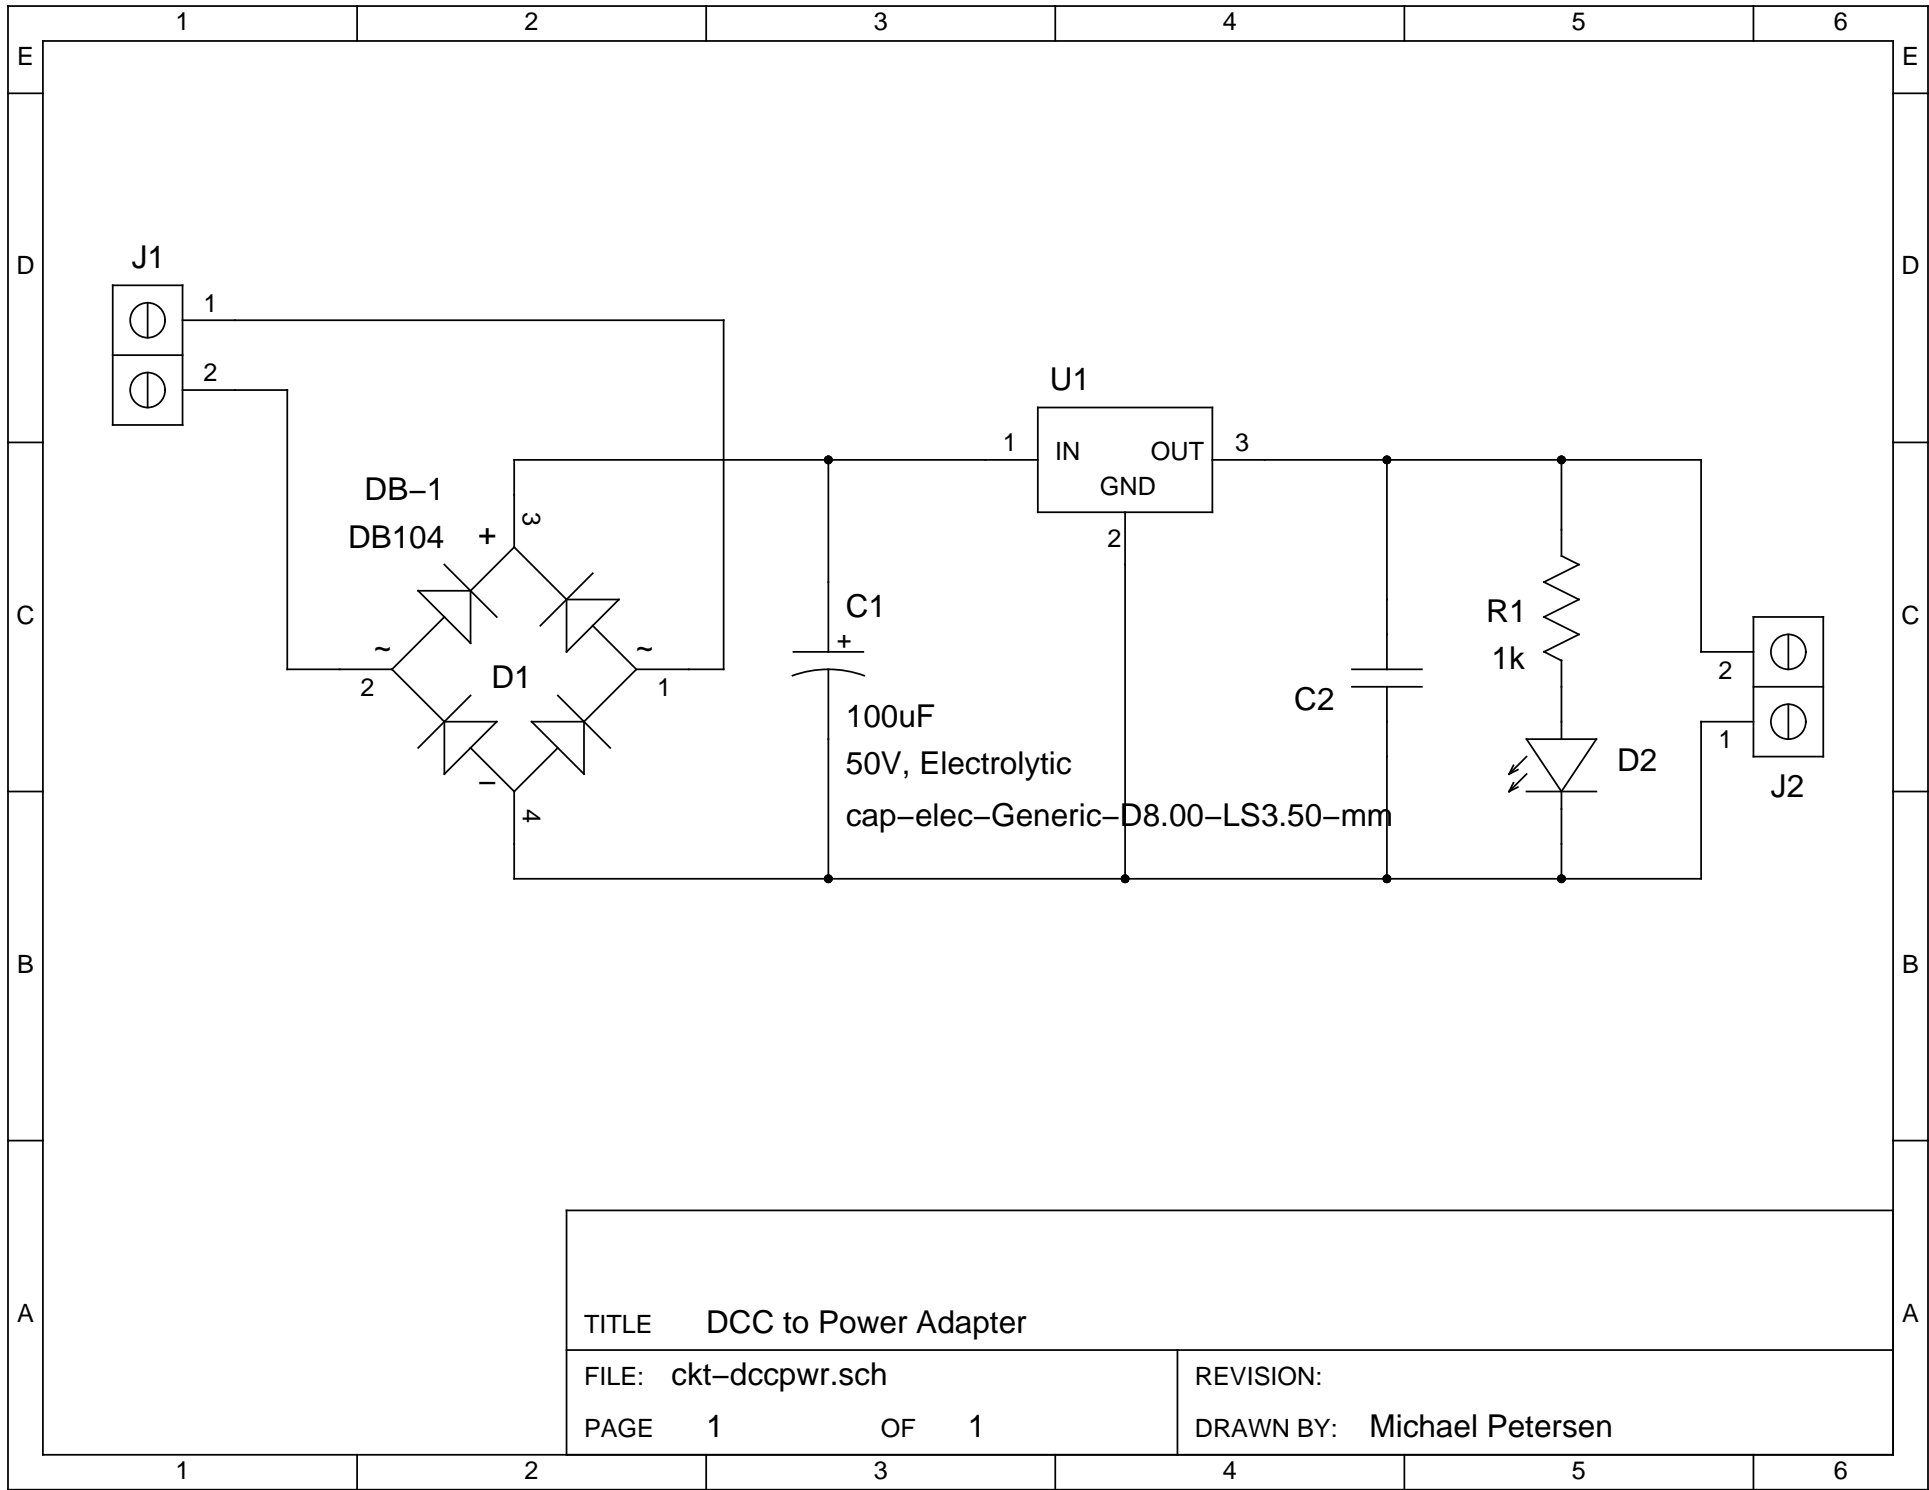 1 2 3 4 5 6
E E
D D
J1
1
2
U1
1 IN OUT 3
GND
2
DB–1
DB104 +
3
C C
C1
+
R1
1k
~ ~
D1
2 1
2
C2
100uF
1
50V, Electrolytic
D2
–
J2
4
cap–elec–Generic–D8.00–LS3.50–mm
B B
A A
TITLE DCC to Power Adapter
FILE: ckt–dccpwr.sch
REVISION:
PAGE 1 OF 1
DRAWN BY: Michael Petersen
1 2 3 4 5 6